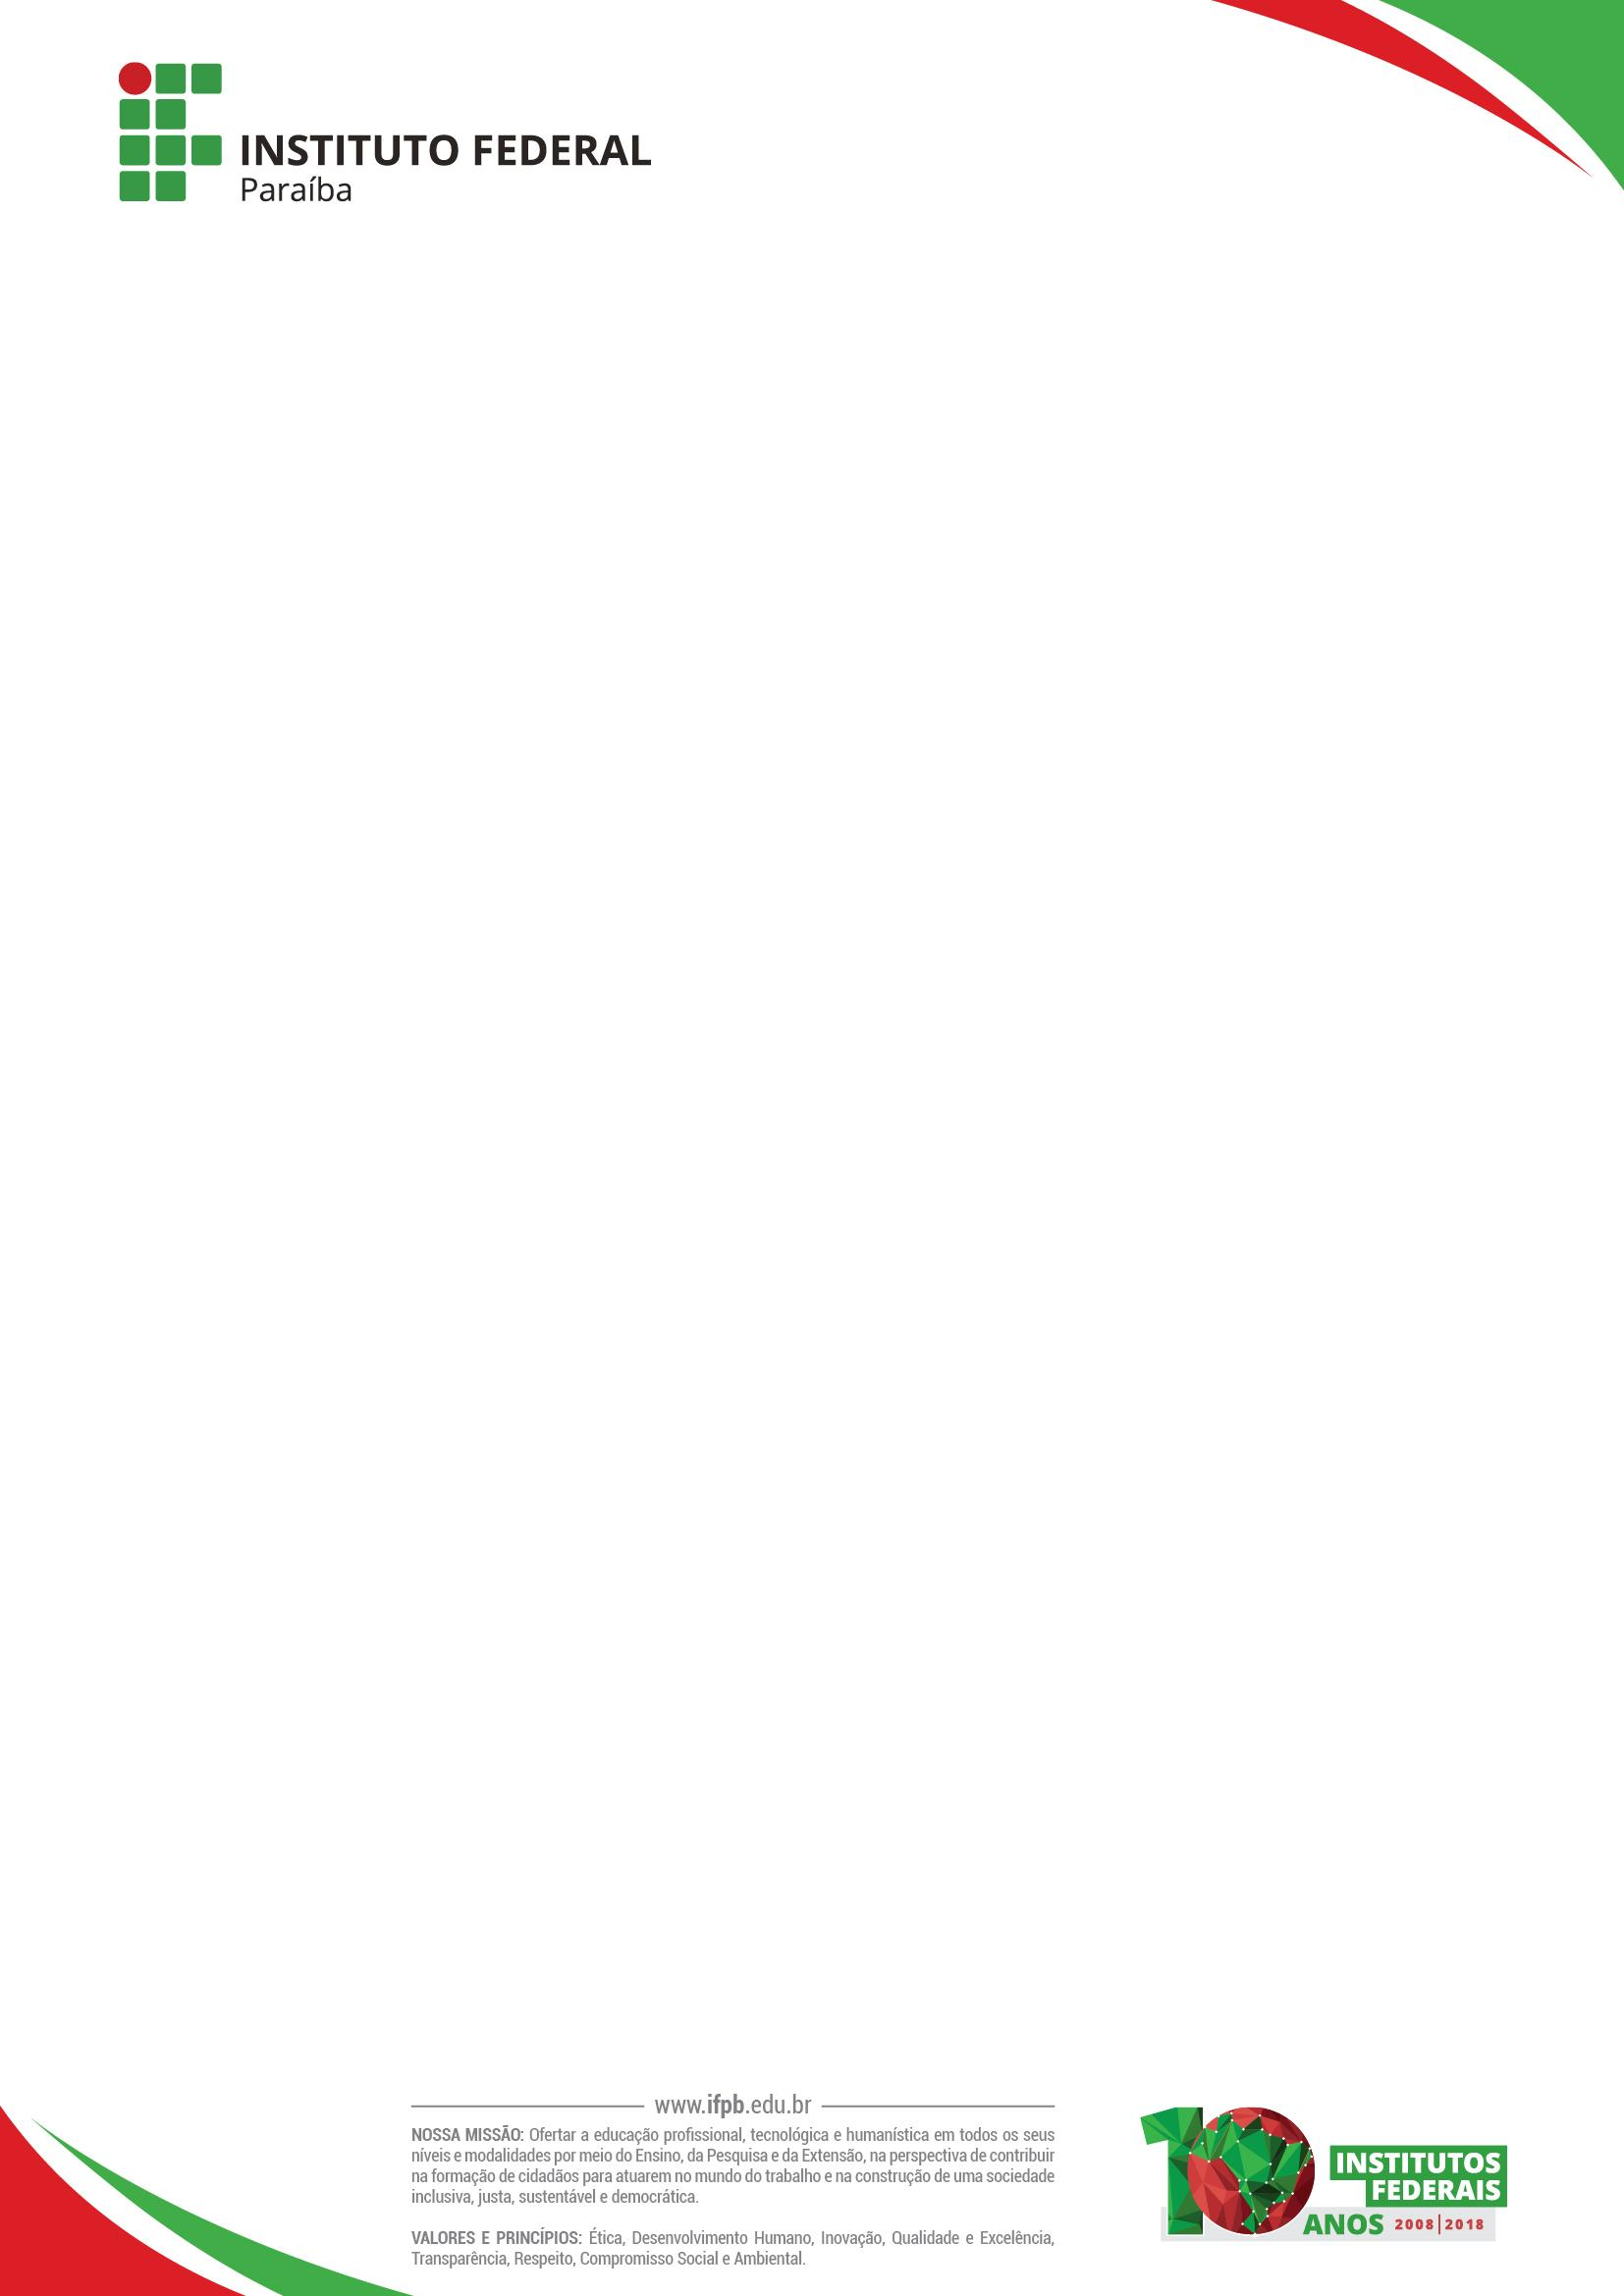 INSTITUTO FEDERAL
Paraíba
www.ifpb.edu.br
NOSSA MISSÃO: Ofertar a educação profissional, tecnológica e humanística em todos os seus
níveis e modalidades por meio do Ensino, da Pesquisa e da Extensão, na perspectiva de contribuir
na formação de cidadãos para atuarem no mundo do trabalho e na construção de uma sociedade
inclusiva, justa, sustentável e democrática.
VALORES E PRINCÍPIOS: Ética, Desenvolvimento Humano, Inovação, Qualidade e Excelência,
Transparência, Respeito, Compromisso Social e Ambiental.
10
INSTITUTOS
FEDERAIS
ANOS 2008|2018